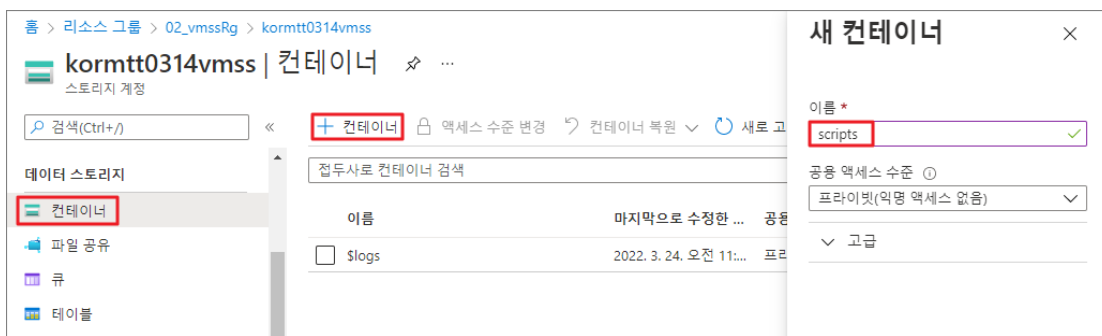 홈 > 리소스 그룹 > 02_vmssRg > kormtt0314vmss
kormtt0314vmss | 컨테이너 ...
스토리지 계정
검색(Ctrl+/) «
데이터 스토리지
컨테이너
파일 공유
큐
테이블
+ 컨테이너 액세스 수준 변경 컨테이너 복원 새로 고
접두사로 컨테이너 검색
이름 마지막으로 수정한 ... 공용
$logs 2022. 3. 24. 오전 11:... 프라
새 컨테이너
이름 *
scripts
공용 액세스 수준
프라이빗(익명 액세스 없음)
고급